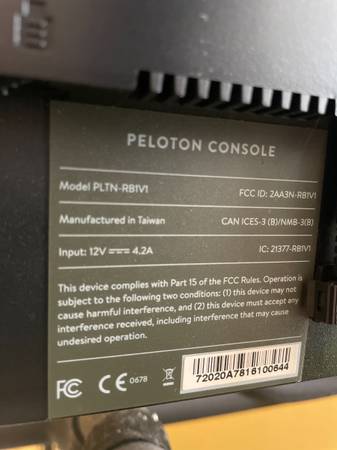 PELOTON CONSOLE
Model PLTN-RB1V1
FCC ID: 2AA3N-RB1V1
Manufactured in Taiwan
CAN ICES-3 (B)/NMB-3(B)
Input: 12V ⎓ 4.2A
IC: 21377-RB1V1
This device complies with Part 15 of the FCC Rules. Operation is
subject to the following two conditions: (1) this device may not
cause harmful interference, and (2) this device must accept any
interference received, including interference that may cause
undesired operation.
FC CE 0678
72020A7816100644